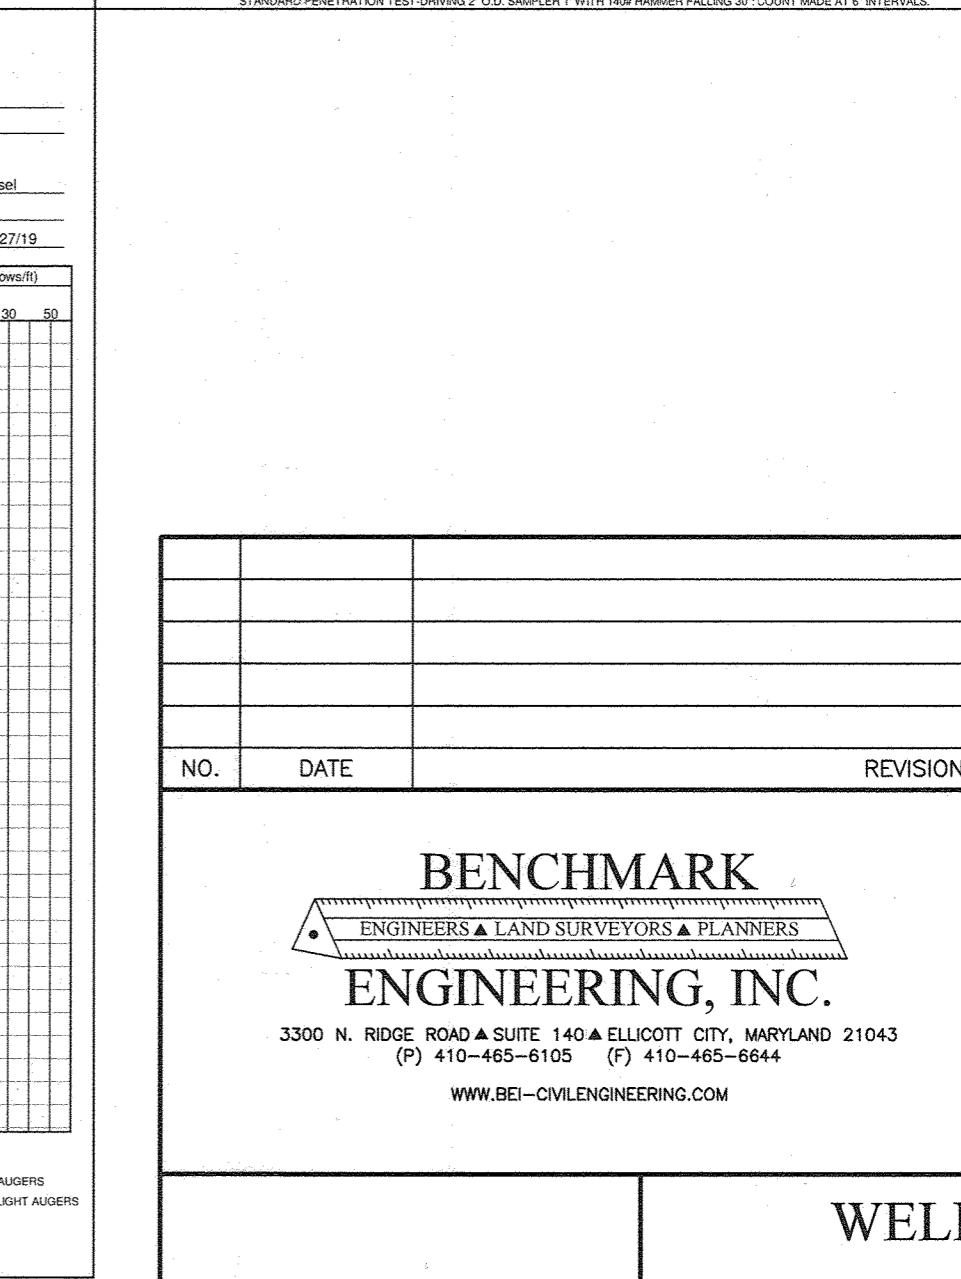 STANDARD PENETRATION TEST-DRIVING 2" O.D. SAMPLER 1' WITH 140# HAMMER FALLING 30": COUNT MADE AT 6" INTERVALS.
sel
27/19
ows/ft)
30 50
AUGERS
LIGHT AUGERS
NO. DATE REVISION
BENCHMARK
ENGINEERS ▲ LAND SURVEYORS ▲ PLANNERS
ENGINEERING, INC.
3300 N. RIDGE ROAD ▲ SUITE 140 ▲ ELLICOTT CITY, MARYLAND 21043
(P) 410-465-6105 (F) 410-465-6644
WWW.BEI-CIVILENGINEERING.COM
WELL